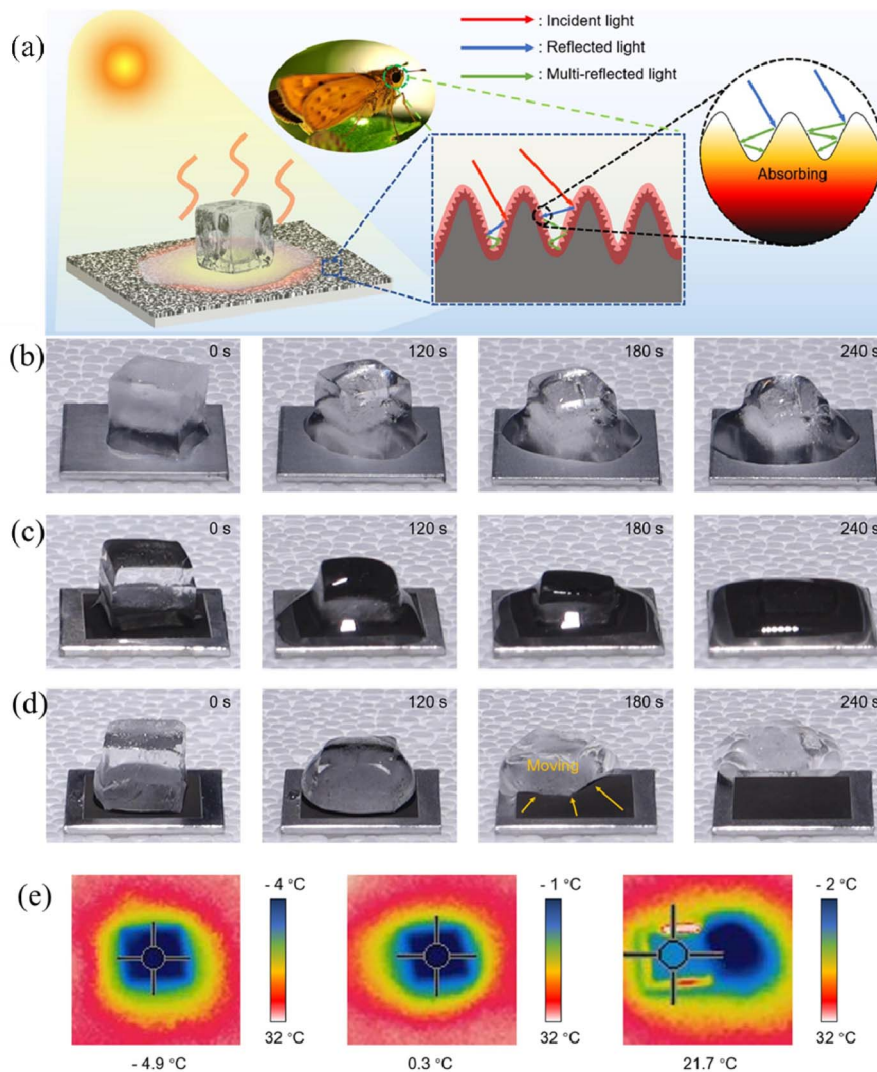 (a)
: Incident light
: Reflected light
: Multi-reflected light
Absorbing
(b)
0 s
120 s
180 s
240 s
(c)
0 s
120 s
180 s
240 s
(d)
0 s
120 s
180 s
240 s
Moving
(e)
- 4 °C
32 °C
- 4.9 °C
- 1 °C
32 °C
0.3 °C
- 2 °C
32 °C
21.7 °C